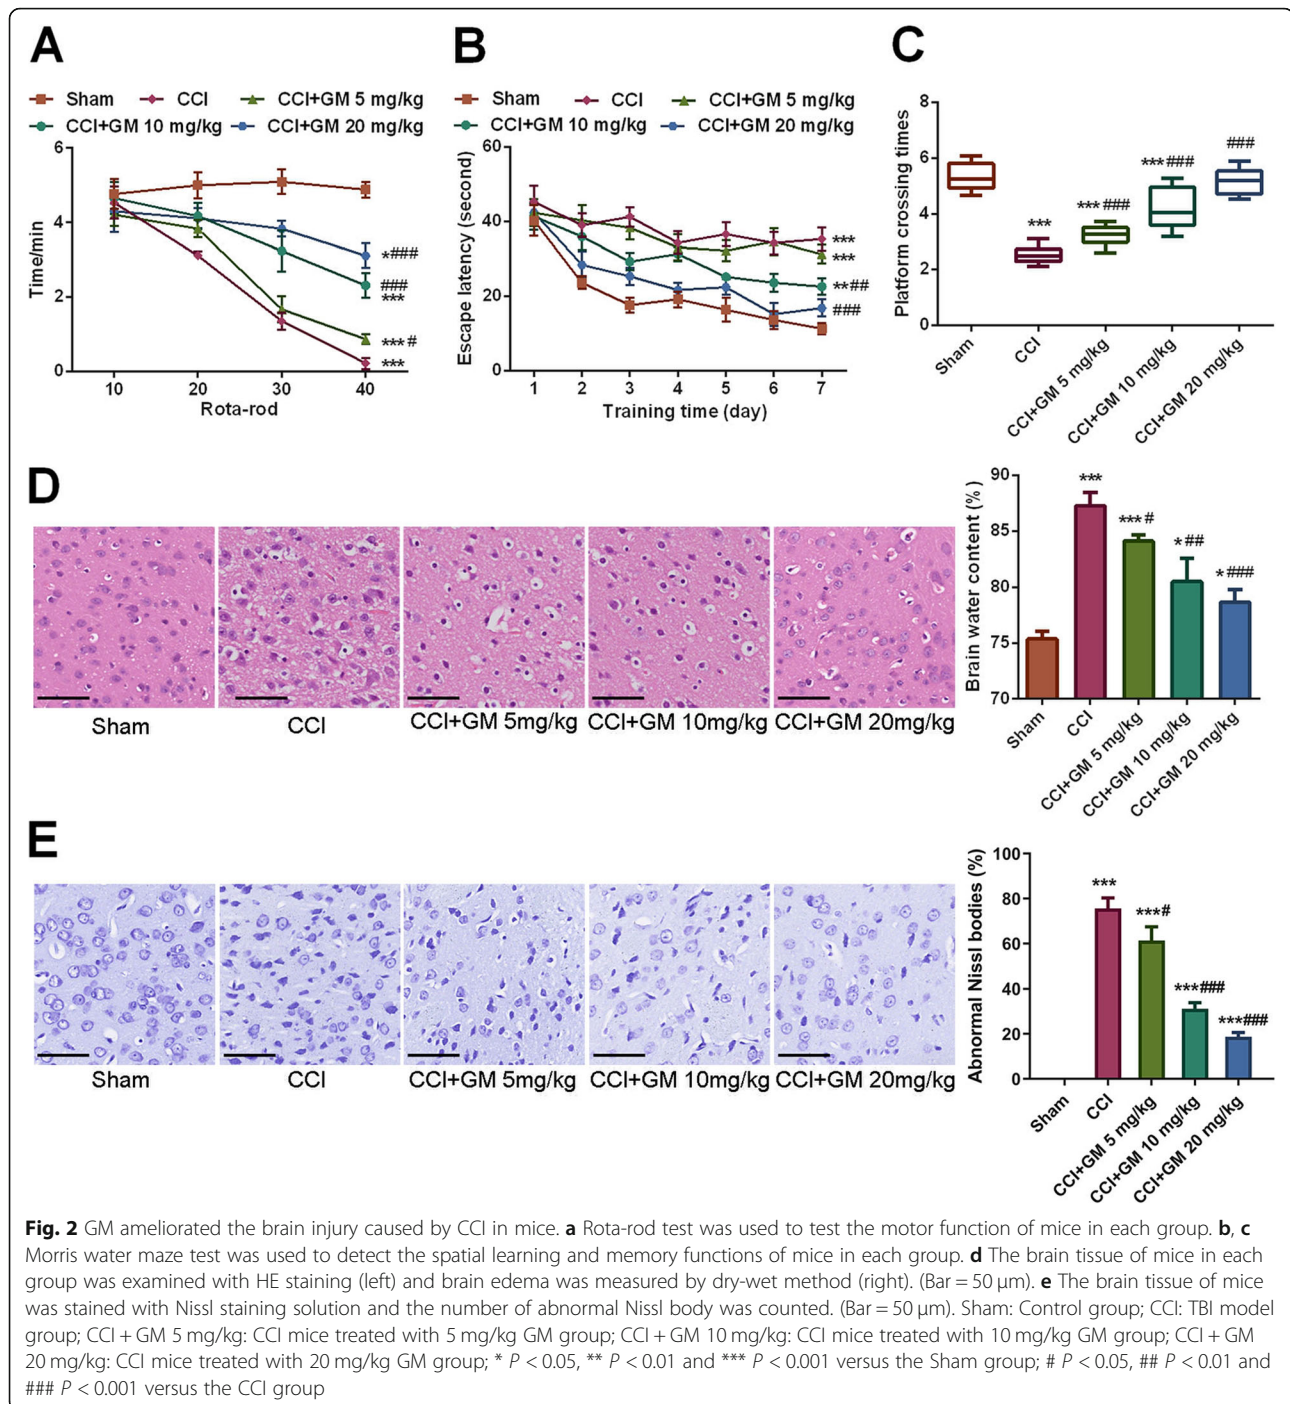 A
Sham CCI CCI+GM 5 mg/kg
CCI+GM 10 mg/kg CCI+GM 20 mg/kg
Time/min
6
4
2
0
*###
###
***
***#
***
10 20 30 40
Rota-rod
B
Sham CCI CCI+GM 5 mg/kg
CCI+GM 10 mg/kg CCI+GM 20 mg/kg
Escape latency (second)
60
40
20
0
***
***
**##
###
1 2 3 4 5 6 7
Training time (day)
C
Platform crossing times
8
6
4
2
0
***
***###
***###
###
Sham
CCI
CCI+GM 5 mg/kg
CCI+GM 10 mg/kg
CCI+GM 20 mg/kg
D
Sham CCI CCI+GM 5mg/kg CCI+GM 10mg/kg CCI+GM 20mg/kg
Brain water content (%)
90
85
80
75
70
***
***#
*##
*###
Sham
CCI
CCI+GM 5 mg/kg
CCI+GM 10 mg/kg
CCI+GM 20 mg/kg
E
Sham CCI CCI+GM 5mg/kg CCI+GM 10mg/kg CCI+GM 20mg/kg
Abnormal Nissl bodies (%)
100
80
60
40
20
0
***
***#
***###
***###
Sham
CCI
CCI+GM 5 mg/kg
CCI+GM 10 mg/kg
CCI+GM 20 mg/kg
Fig. 2 GM ameliorated the brain injury caused by CCI in mice. a Rota-rod test was used to test the motor function of mice in each group. b, c
Morris water maze test was used to detect the spatial learning and memory functions of mice in each group. d The brain tissue of mice in each
group was examined with HE staining (left) and brain edema was measured by dry-wet method (right). (Bar = 50 μm). e The brain tissue of mice
was stained with Nissl staining solution and the number of abnormal Nissl body was counted. (Bar = 50 μm). Sham: Control group; CCI: TBI model
group; CCI + GM 5 mg/kg: CCI mice treated with 5 mg/kg GM group; CCI + GM 10 mg/kg: CCI mice treated with 10 mg/kg GM group; CCI + GM
20 mg/kg: CCI mice treated with 20 mg/kg GM group; * P < 0.05, ** P < 0.01 and *** P < 0.001 versus the Sham group; # P < 0.05, ## P < 0.01 and
### P < 0.001 versus the CCI group